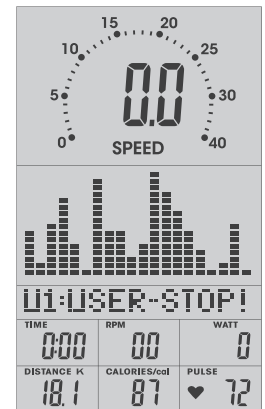 15 20
10 25
5 30
0 40
0.0
SPEED
U1:USER-STOP!
TIME RPM WATT
0:00 00 0
DISTANCE K CALORIES/cal PULSE
18.1 87 72